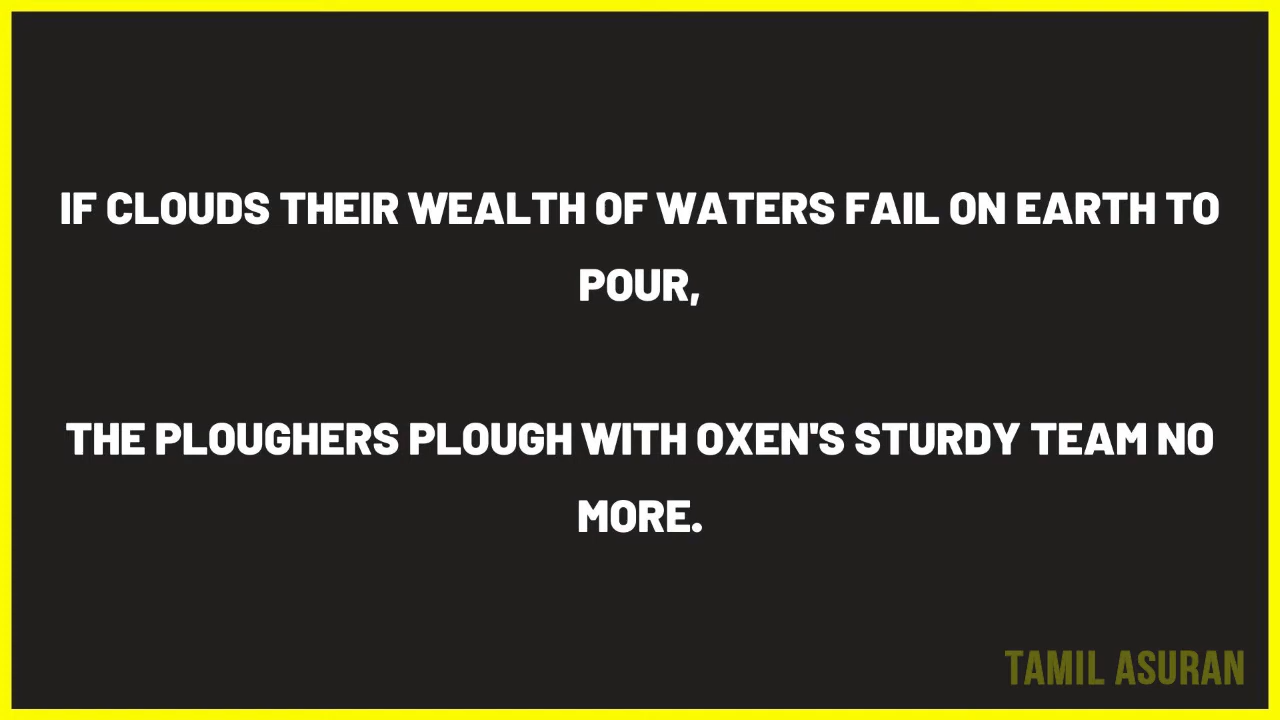 IF CLOUDS THEIR WEALTH OF WATERS FAIL ON EARTH TO
POUR,
THE PLOUGHERS PLOUGH WITH OXEN'S STURDY TEAM NO
MORE.
TAMIL ASURAN